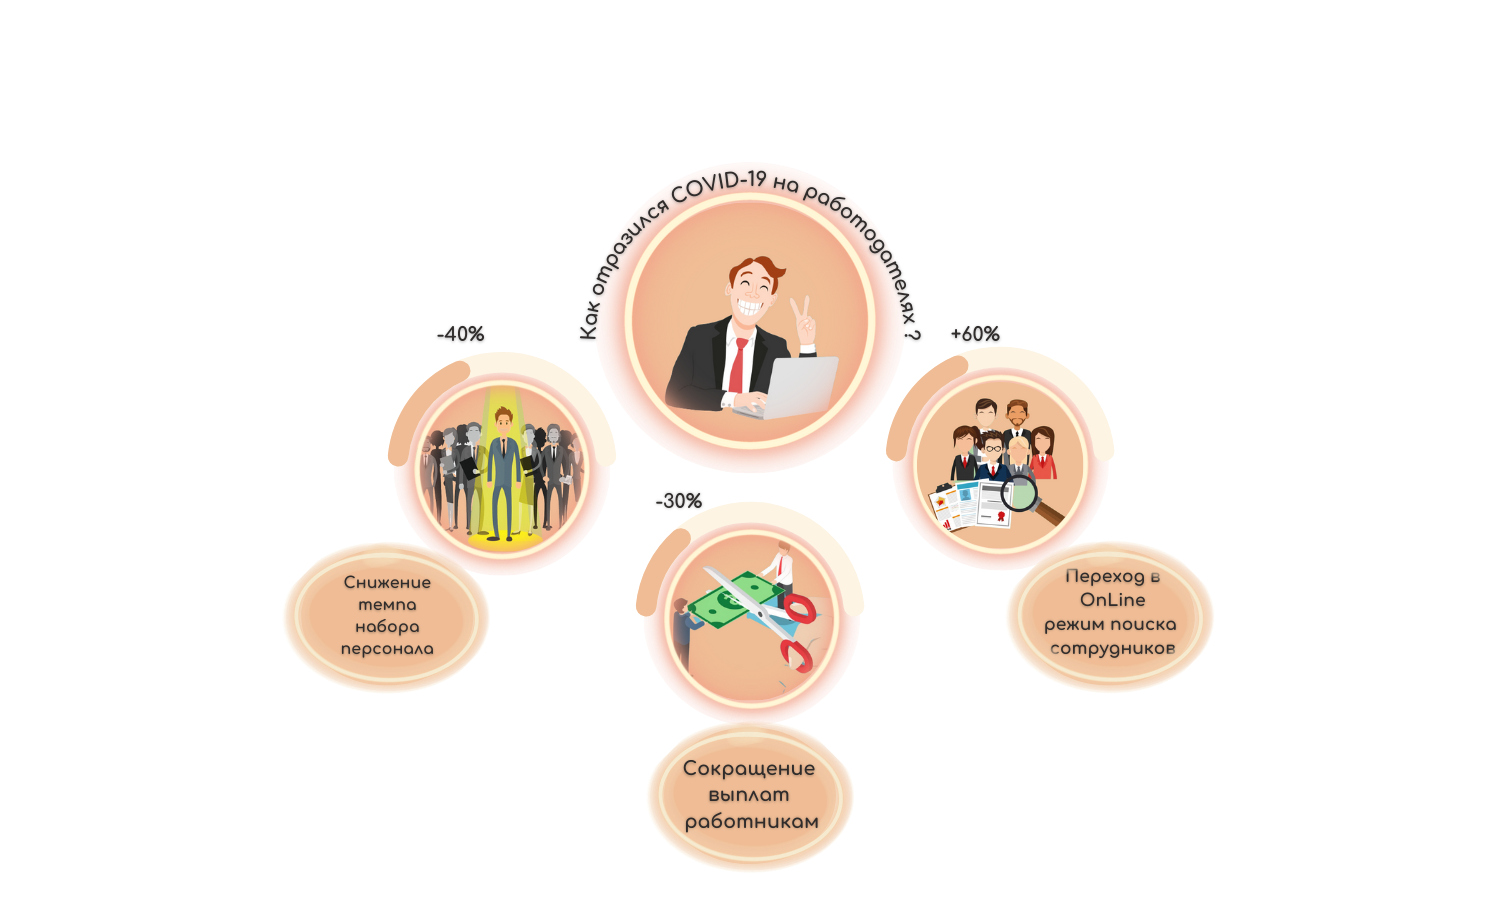 Как отразился COVID-19 на работодателях ?
-40%
+60%
-30%
Снижение
темпа
набора
персонала
Переход в
OnLine
режим поиска
сотрудников
Сокращение
выплат
работникам